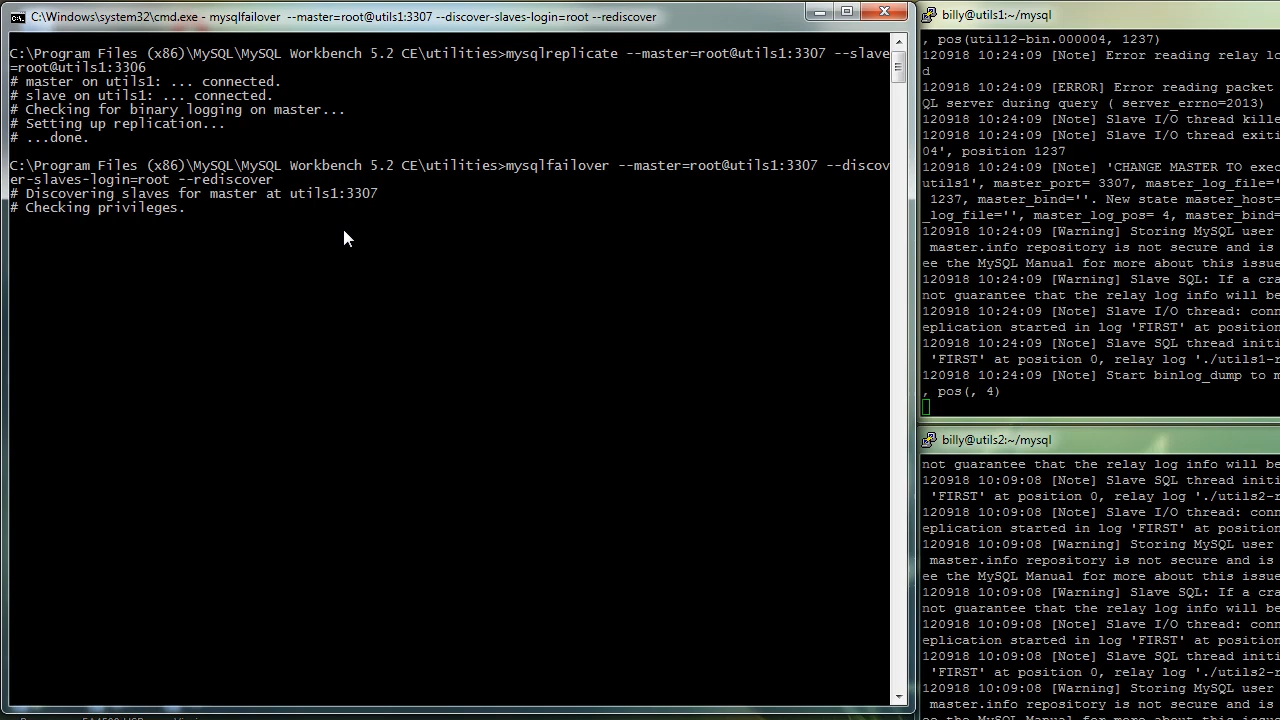 C:\Windows\system32\cmd.exe - mysqlfailover --master=root@utils1:3307 --discover-slaves-login=root --rediscover
C:\Program Files (x86)\MySQL\MySQL Workbench 5.2 CE\utilities>mysqlreplicate --master=root@utils1:3307 --slave
=root@utils1:3306
# master on utils1: ... connected.
# slave on utils1: ... connected.
# Checking for binary logging on master...
# Setting up replication...
# ...done.
C:\Program Files (x86)\MySQL\MySQL Workbench 5.2 CE\utilities>mysqlfailover --master=root@utils1:3307 --discov
er-slaves-login=root --rediscover
# Discovering slaves for master at utils1:3307
# Checking privileges.
billy@utils1:~/mysql
, pos(util12-bin.000004, 1237)
120918 10:24:09 [Note] Error reading relay lo
d
120918 10:24:09 [ERROR] Error reading packet
QL server during query ( server_errno=2013)
120918 10:24:09 [Note] Slave I/O thread kille
120918 10:24:09 [Note] Slave I/O thread exiti
04', position 1237
120918 10:24:09 [Note] 'CHANGE MASTER TO exec
utils1', master_port= 3307, master_log_file='
1237, master_bind=''. New state master_host=
_log_file='', master_log_pos= 4, master_bind=
120918 10:24:09 [Warning] Storing MySQL user
master.info repository is not secure and is
ee the MySQL Manual for more about this issue
120918 10:24:09 [Warning] Slave SQL: If a cra
not guarantee that the relay log info will be
120918 10:24:09 [Note] Slave I/O thread: conn
eplication started in log 'FIRST' at position
120918 10:24:09 [Note] Slave SQL thread initi
'FIRST' at position 0, relay log './utils1-r
120918 10:24:09 [Note] Start binlog_dump to m
, pos(, 4)
billy@utils2:~/mysql
not guarantee that the relay log info will be
120918 10:09:08 [Note] Slave SQL thread initi
'FIRST' at position 0, relay log './utils2-r
120918 10:09:08 [Note] Slave I/O thread: conn
eplication started in log 'FIRST' at position
120918 10:09:08 [Warning] Storing MySQL user
master.info repository is not secure and is
ee the MySQL Manual for more about this issue
120918 10:09:08 [Warning] Slave SQL: If a cra
not guarantee that the relay log info will be
120918 10:09:08 [Note] Slave I/O thread: conn
eplication started in log 'FIRST' at position
120918 10:09:08 [Note] Slave SQL thread initi
'FIRST' at position 0, relay log './utils2-r
120918 10:09:08 [Warning] Storing MySQL user
master.info repository is not secure and is